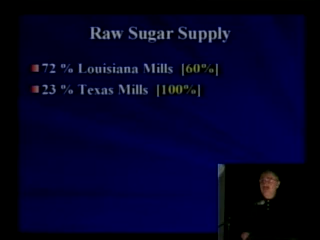 Raw Sugar Supply
72 % Louisiana Mills [60%]
23 % Texas Mills [100%]